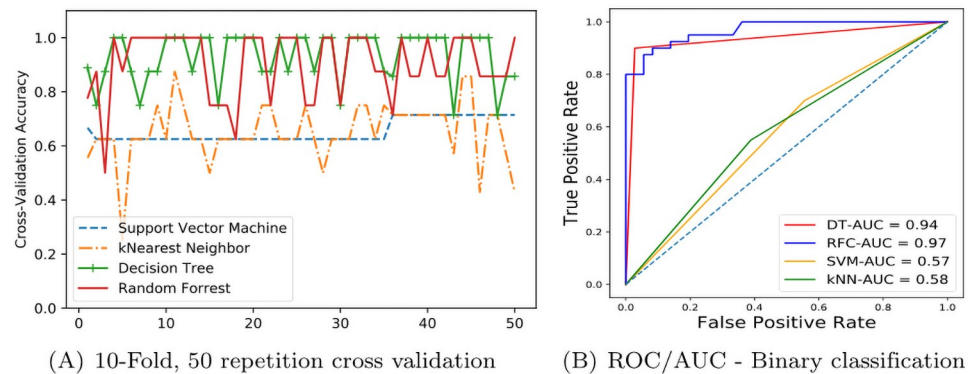 1.0
0.8
0.6
0.4
0.2
0.0
Cross-Validation Accuracy
Support Vector Machine
kNearest Neighbor
Decision Tree
Random Forrest
0 10 20 30 40 50
(A) 10-Fold, 50 repetition cross validation
1.0
0.8
0.6
0.4
0.2
0.0
True Positive Rate
DT-AUC = 0.94
RFC-AUC = 0.97
SVM-AUC = 0.57
kNN-AUC = 0.58
0.0 0.2 0.4 0.6 0.8 1.0
False Positive Rate
(B) ROC/AUC - Binary classification